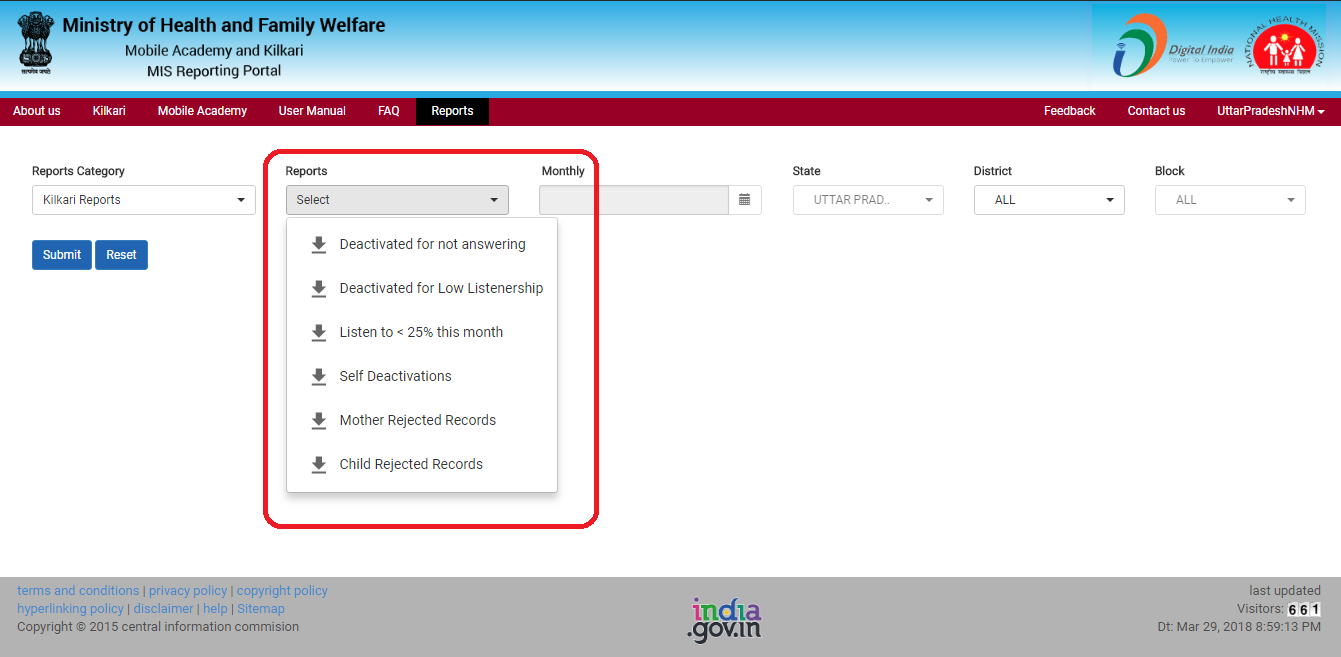 Ministry of Health and Family Welfare
Mobile Academy and Kilkari
MIS Reporting Portal
सत्यमेव जयते
Digital India
Power To Empower
NATIONAL HEALTH MISSION
राष्ट्रीय स्वास्थ्य मिशन
About us Kilkari Mobile Academy User Manual FAQ Reports Feedback Contact us UttarPradeshNHM
Reports Category Reports Monthly State District Block
Kilkari Reports Select UTTAR PRAD.. ALL ALL
Submit Reset
Deactivated for not answering
Deactivated for Low Listenership
Listen to < 25% this month
Self Deactivations
Mother Rejected Records
Child Rejected Records
terms and conditions | privacy policy | copyright policy
hyperlinking policy | disclaimer | help | Sitemap
Copyright © 2015 central information commision
india
.gov.in
last updated
Visitors: 661
Dt: Mar 29, 2018 8:59:13 PM